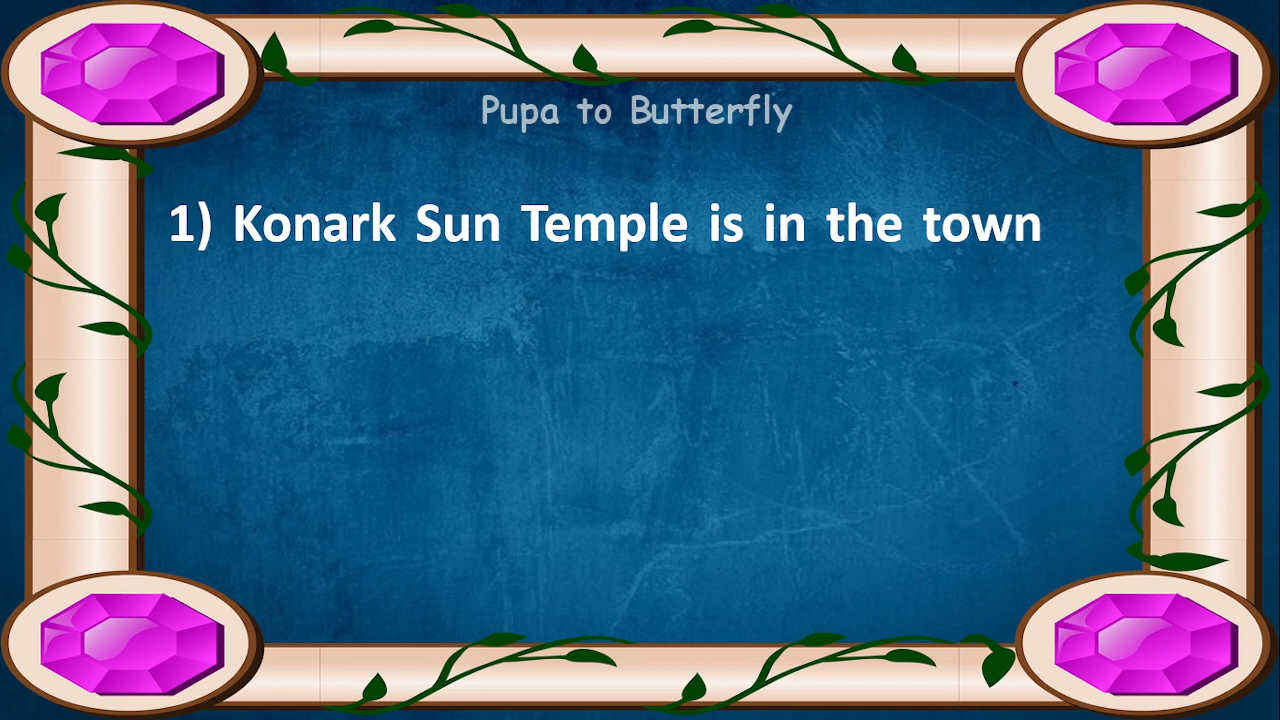 Pupa to Butterfly
1) Konark Sun Temple is in the town